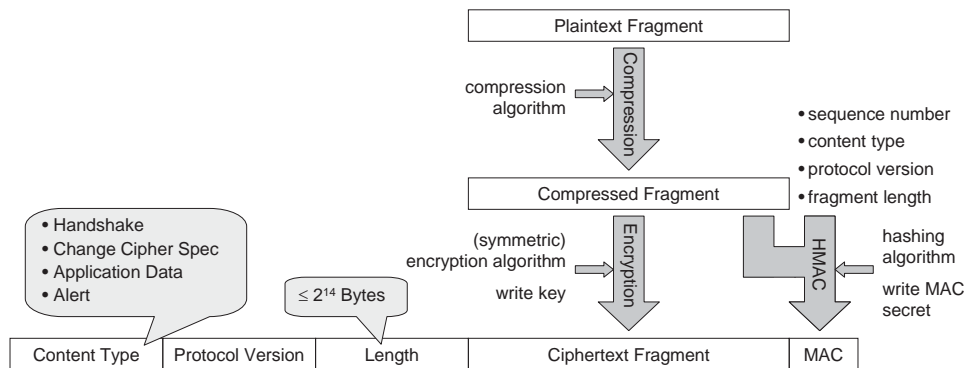 Plaintext Fragment
Compression
compression
algorithm
• sequence number
• content type
• protocol version
• fragment length
Compressed Fragment
• Handshake
• Change Cipher Spec
• Application Data
• Alert
≤ 2¹⁴ Bytes
(symmetric)
encryption algorithm
write key
Encryption
HMAC
hashing
algorithm
write MAC
secret
Content Type Protocol Version Length Ciphertext Fragment MAC